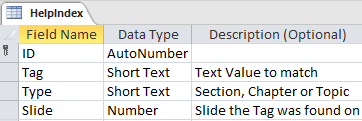 HelpIndex
Field Name Data Type Description (Optional)
ID AutoNumber
Tag Short Text Text Value to match
Type Short Text Section, Chapter or Topic
Slide Number Slide the Tag was found on